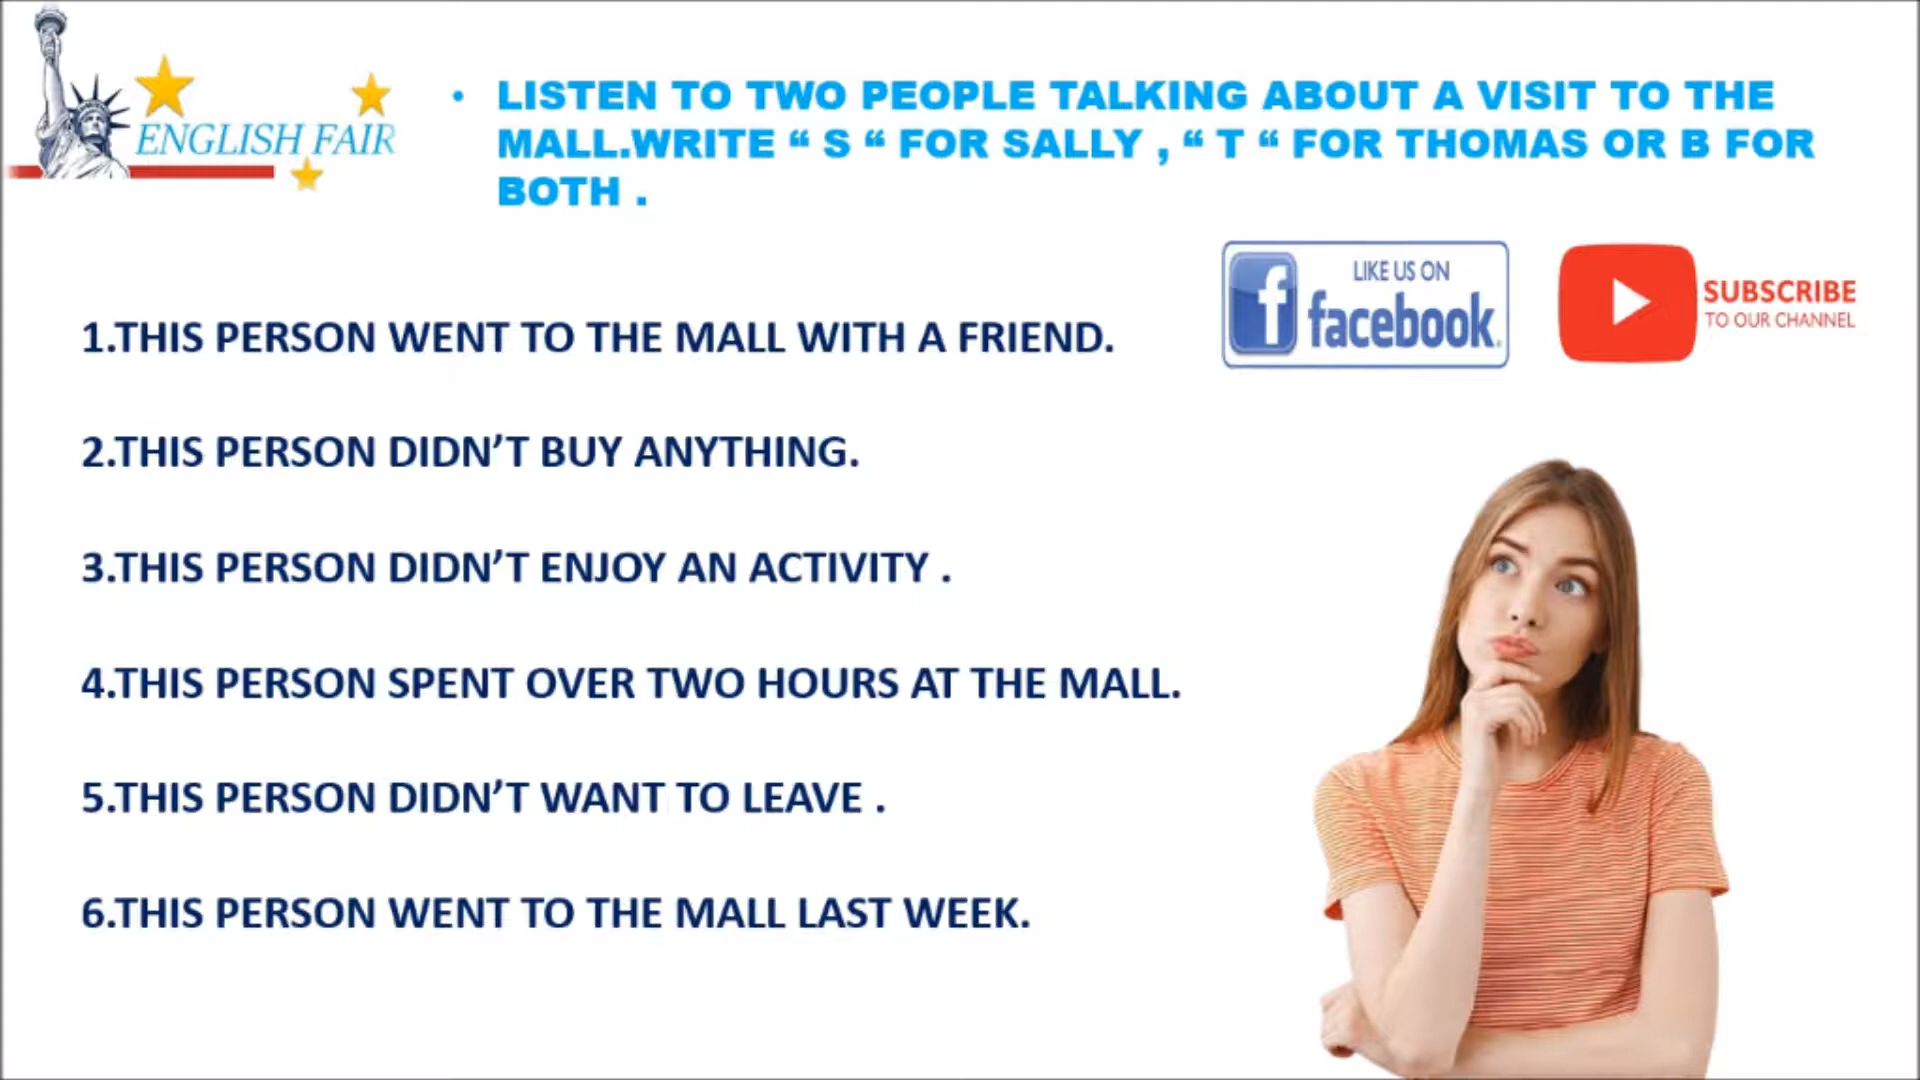 ENGLISH FAIR
• LISTEN TO TWO PEOPLE TALKING ABOUT A VISIT TO THE
MALL.WRITE “ S “ FOR SALLY , “ T “ FOR THOMAS OR B FOR
BOTH .
LIKE US ON
facebook.
SUBSCRIBE
TO OUR CHANNEL
1.THIS PERSON WENT TO THE MALL WITH A FRIEND.
2.THIS PERSON DIDN’T BUY ANYTHING.
3.THIS PERSON DIDN’T ENJOY AN ACTIVITY .
4.THIS PERSON SPENT OVER TWO HOURS AT THE MALL.
5.THIS PERSON DIDN’T WANT TO LEAVE .
6.THIS PERSON WENT TO THE MALL LAST WEEK.